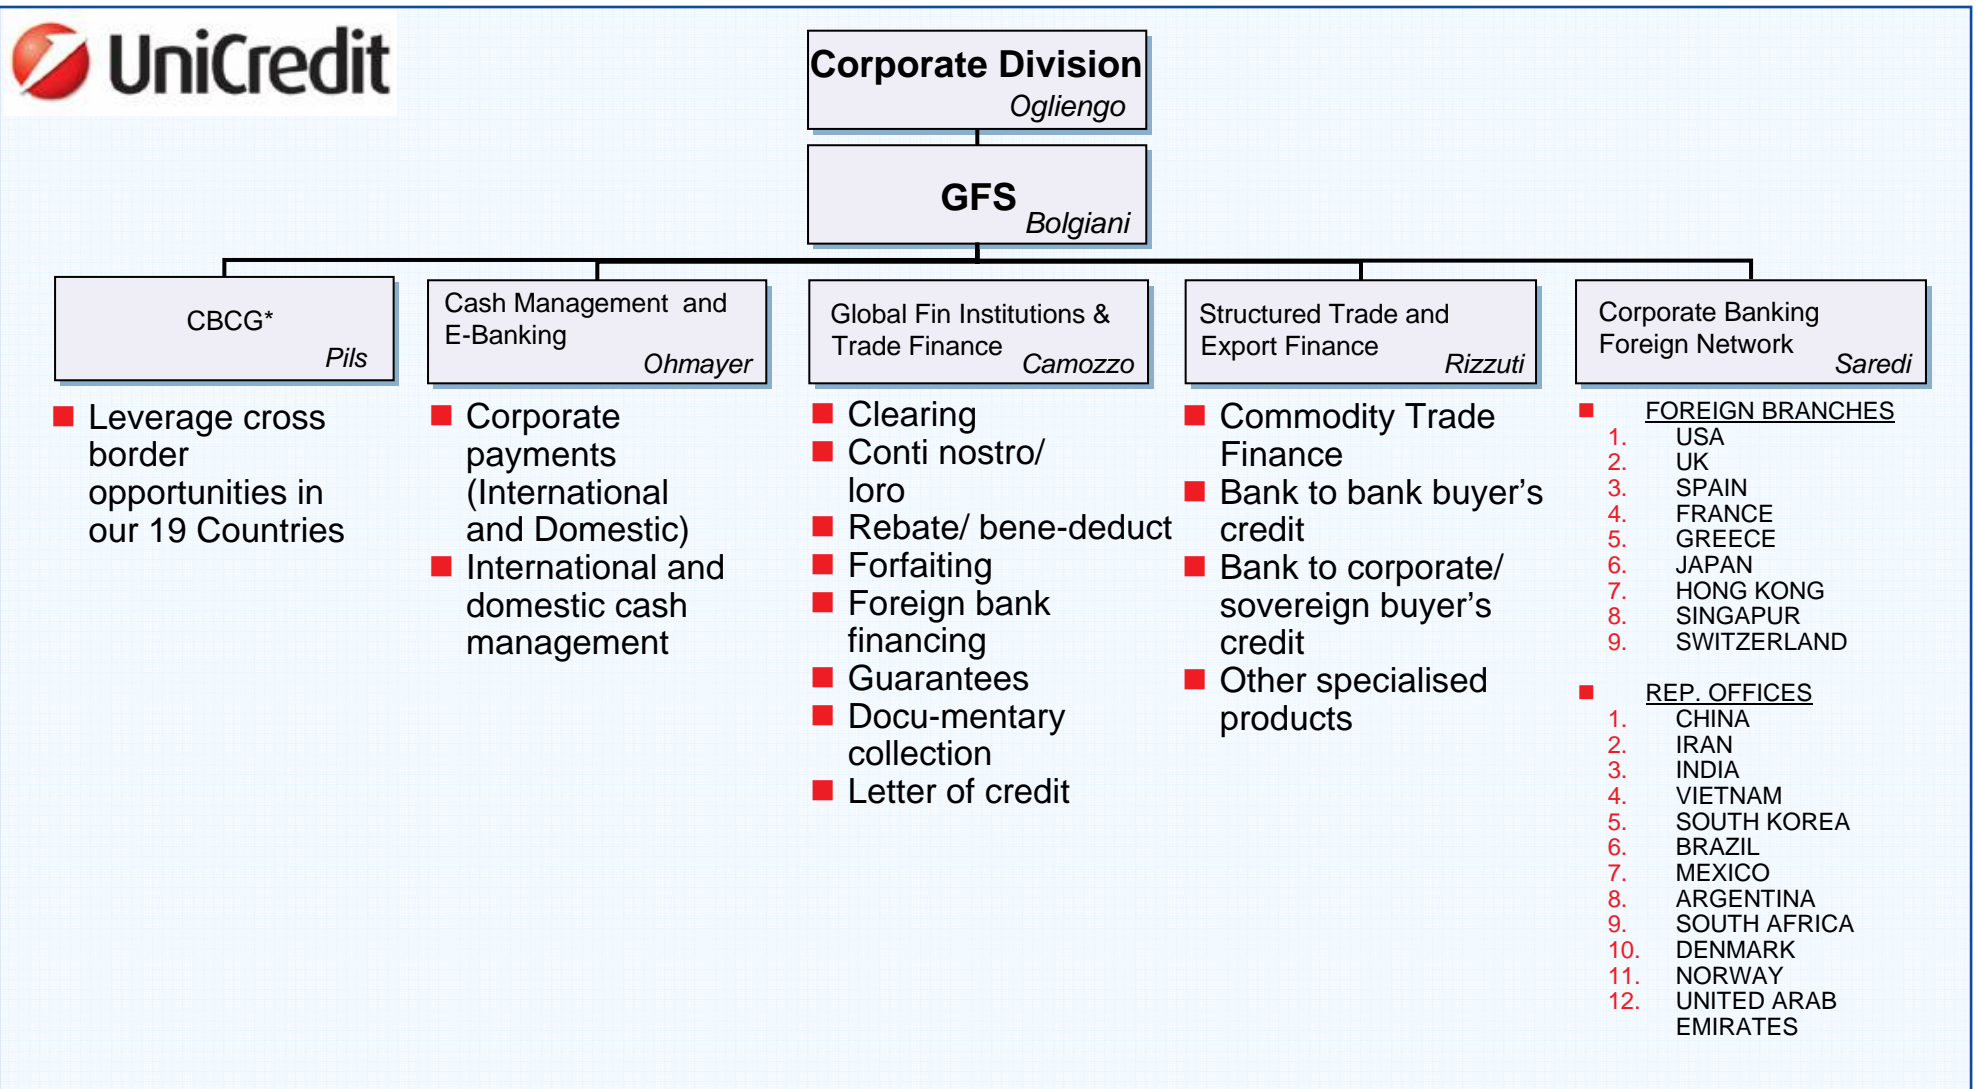 UniCredit
Corporate Division
Ogliengo
GFS
Bolgiani
CBCG*
Pils
Leverage cross
border
opportunities in
our 19 Countries
Cash Management and
E-Banking
Ohmayer
Corporate
payments
(International
and Domestic)
International and
domestic cash
management
Global Fin Institutions &
Trade Finance
Camozzo
Clearing
Conti nostro/
loro
Rebate/ bene-deduct
Forfaiting
Foreign bank
financing
Guarantees
Docu-mentary
collection
Letter of credit
Structured Trade and
Export Finance
Rizzuti
Commodity Trade
Finance
Bank to bank buyer’s
credit
Bank to corporate/
sovereign buyer’s
credit
Other specialised
products
Corporate Banking
Foreign Network
Saredi
FOREIGN BRANCHES
1. USA
2. UK
3. SPAIN
4. FRANCE
5. GREECE
6. JAPAN
7. HONG KONG
8. SINGAPUR
9. SWITZERLAND
REP. OFFICES
1. CHINA
2. IRAN
3. INDIA
4. VIETNAM
5. SOUTH KOREA
6. BRAZIL
7. MEXICO
8. ARGENTINA
9. SOUTH AFRICA
10. DENMARK
11. NORWAY
12. UNITED ARAB
EMIRATES